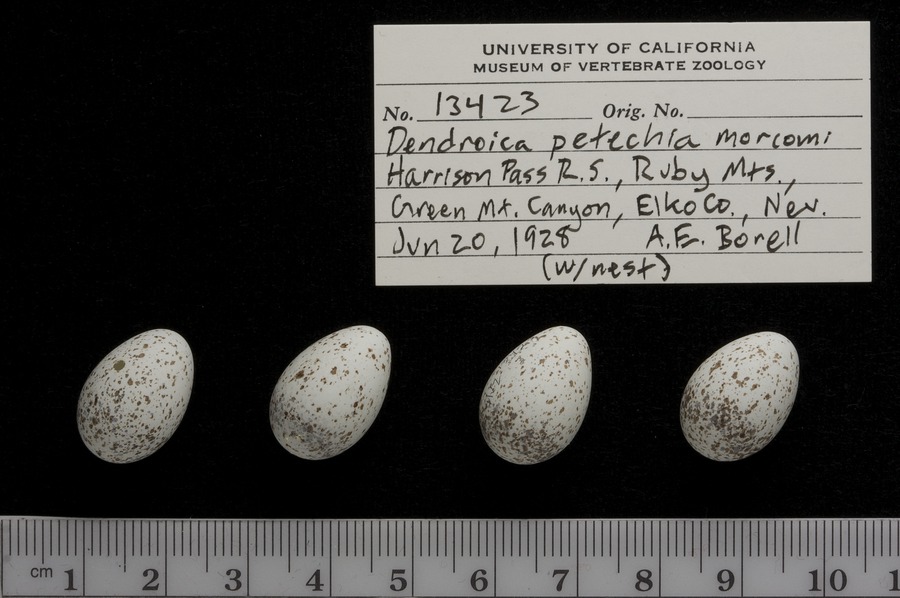 UNIVERSITY OF CALIFORNIA
MUSEUM OF VERTEBRATE ZOOLOGY
No. 13423 Orig. No.
Dendroica petechia morcomi
Harrison Pass R.S., Ruby Mts.,
Green Mt. Canyon, Elko Co., Nev.
Jun 20, 1928 A.E. Borell
(w/nest)
cm 1 2 3 4 5 6 7 8 9 10 1